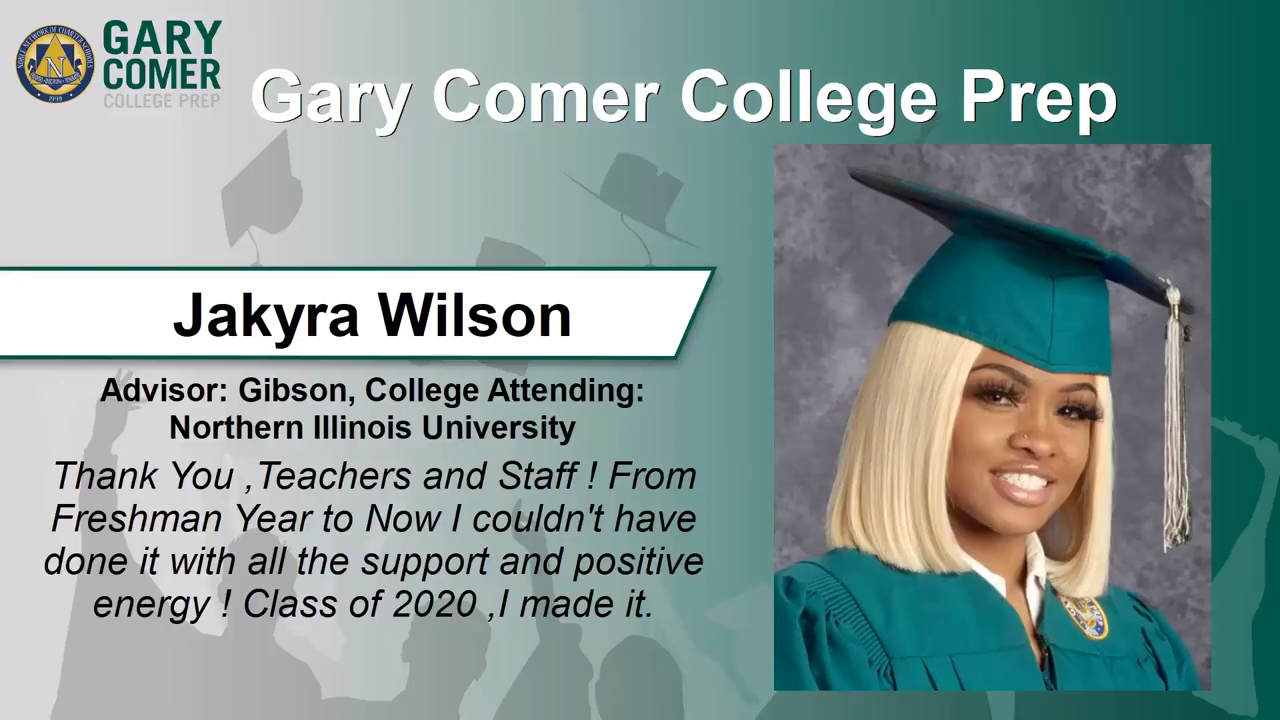 GARY
COMER
COLLEGE PREP
Gary Comer College Prep
Jakyra Wilson
Advisor: Gibson, College Attending:
Northern Illinois University
Thank You ,Teachers and Staff ! From
Freshman Year to Now I couldn't have
done it with all the support and positive
energy ! Class of 2020 ,I made it.